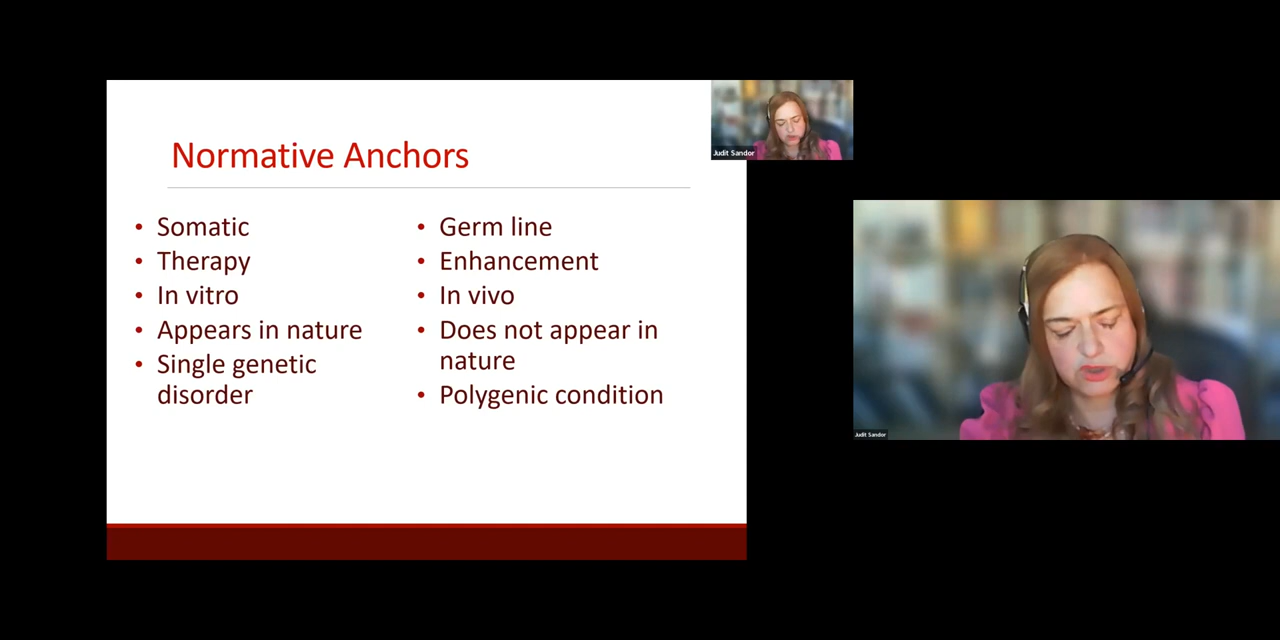 Normative Anchors
• Somatic
• Therapy
• In vitro
• Appears in nature
• Single genetic
disorder
• Germ line
• Enhancement
• In vivo
• Does not appear in
nature
• Polygenic condition
Judit Sandor
Judit Sandor